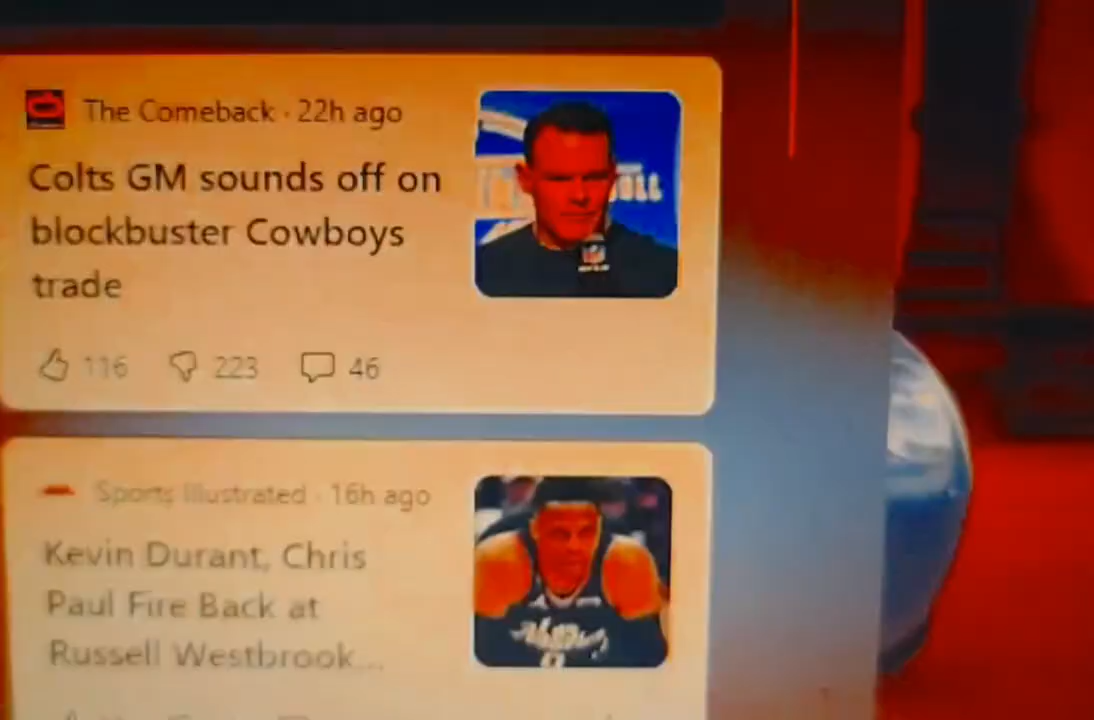 The Comeback · 22h ago
Colts GM sounds off on
blockbuster Cowboys
trade
116 223 46
Sports Illustrated · 16h ago
Kevin Durant, Chris
Paul Fire Back at
Russell Westbrook...